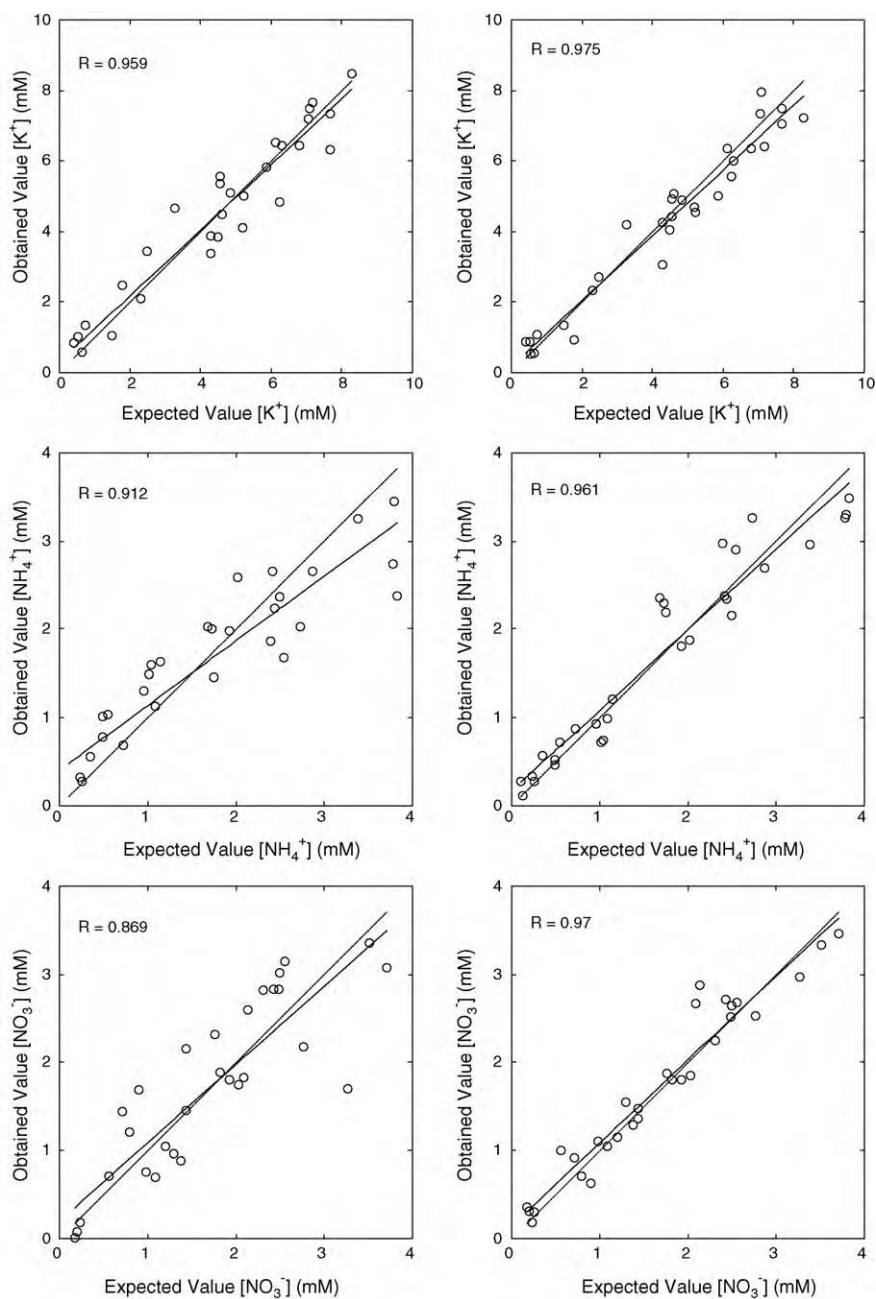 10
8
6
4
2
0
R = 0.959
Obtained Value [K⁺] (mM)
0 2 4 6 8 10
Expected Value [K⁺] (mM)
10
8
6
4
2
0
R = 0.975
Obtained Value [K⁺] (mM)
0 2 4 6 8 10
Expected Value [K⁺] (mM)
4
3
2
1
0
R = 0.912
Obtained Value [NH₄⁺] (mM)
0 1 2 3 4
Expected Value [NH₄⁺] (mM)
4
3
2
1
0
R = 0.961
Obtained Value [NH₄⁺] (mM)
0 1 2 3 4
Expected Value [NH₄⁺] (mM)
4
3
2
1
0
R = 0.869
Obtained Value [NO₃⁻] (mM)
0 1 2 3 4
Expected Value [NO₃⁻] (mM)
4
3
2
1
0
R = 0.97
Obtained Value [NO₃⁻] (mM)
0 1 2 3 4
Expected Value [NO₃⁻] (mM)